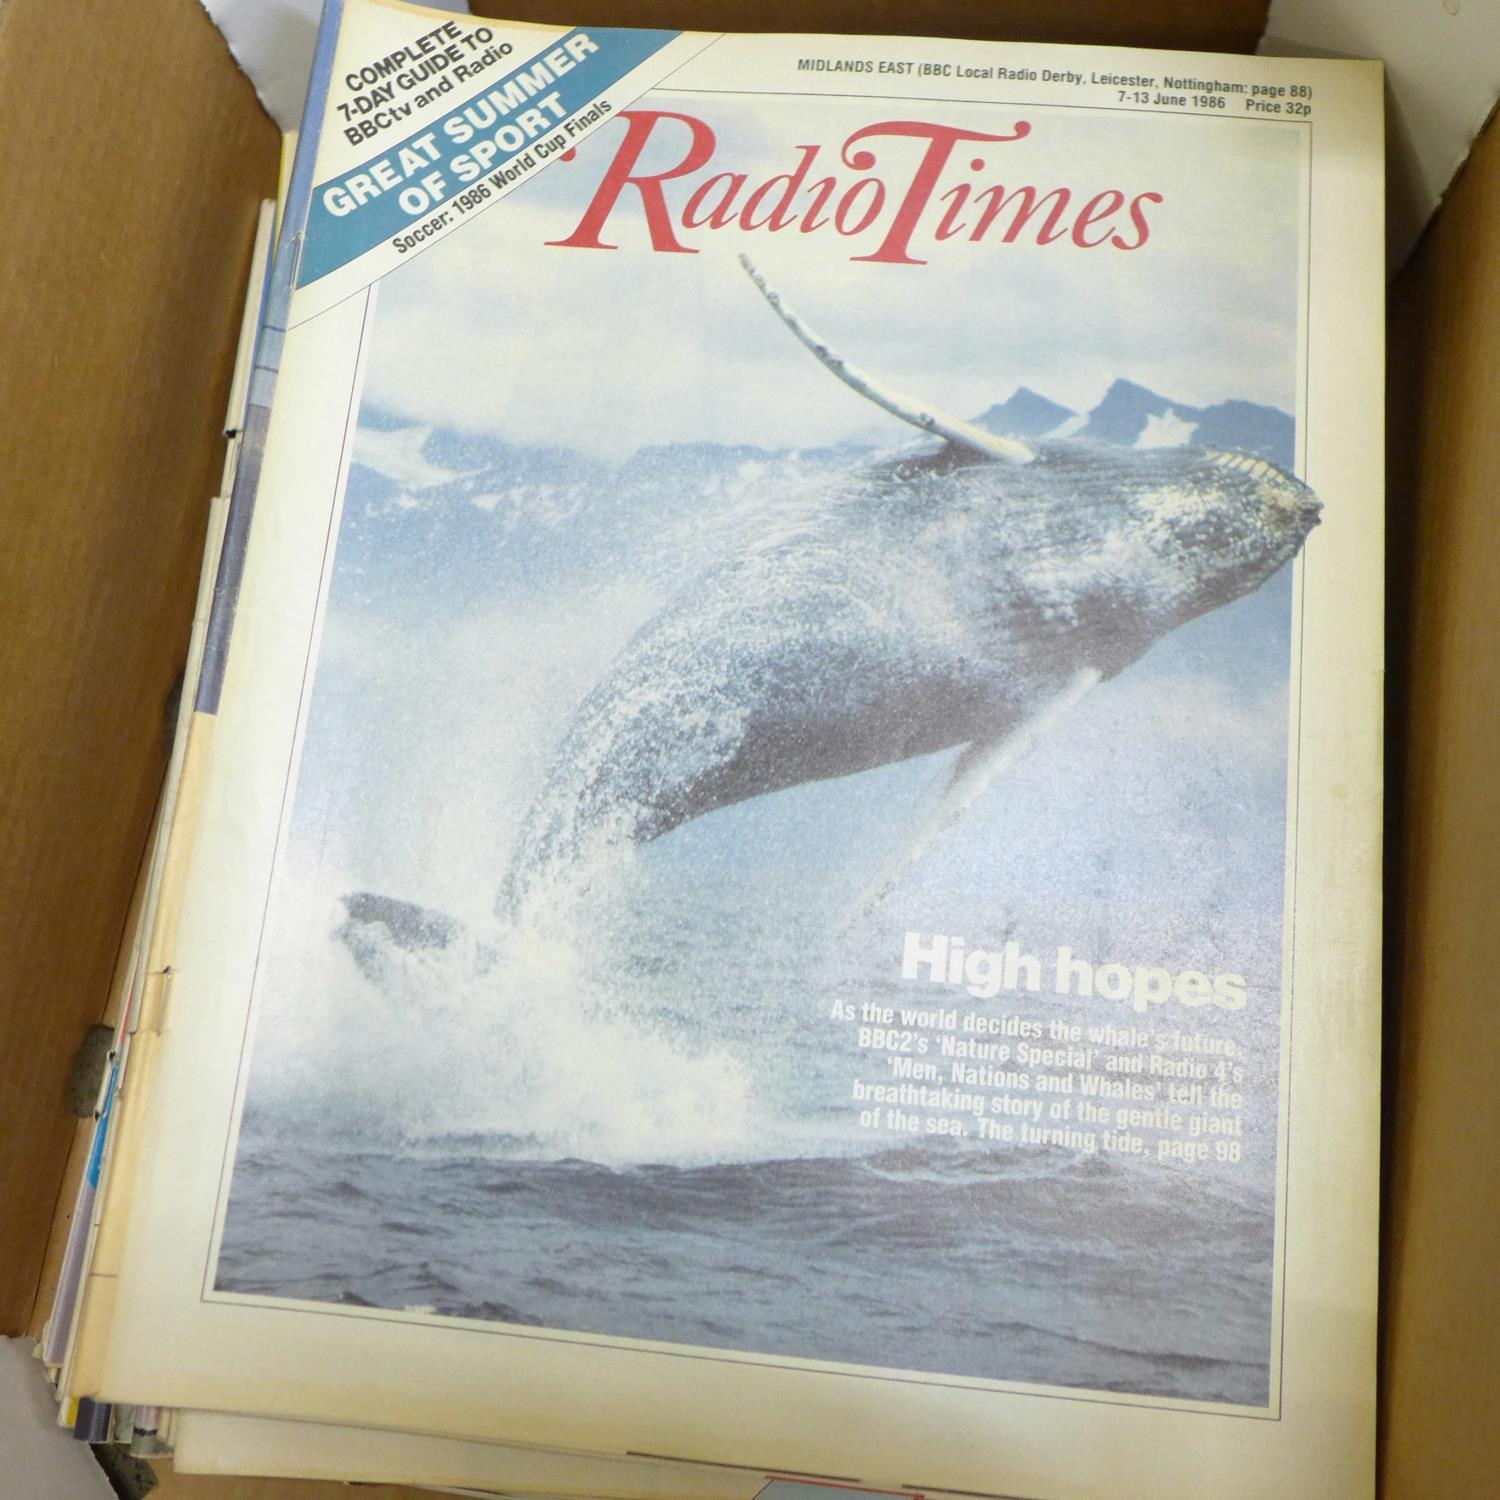 COMPLETE
7-DAY GUIDE TO
BBCtv and Radio
GREAT SUMMER
OF SPORT
Soccer: 1986 World Cup Finals
MIDLANDS EAST (BBC Local Radio Derby, Leicester, Nottingham: page 88)
7-13 June 1986 Price 32p
RadioTimes
High hopes
As the world decides the whale's future,
BBC2's 'Nature Special' and Radio 4's
'Men, Nations and Whales' tell the
breathtaking story of the gentle giant
of the sea. The turning tide, page 98